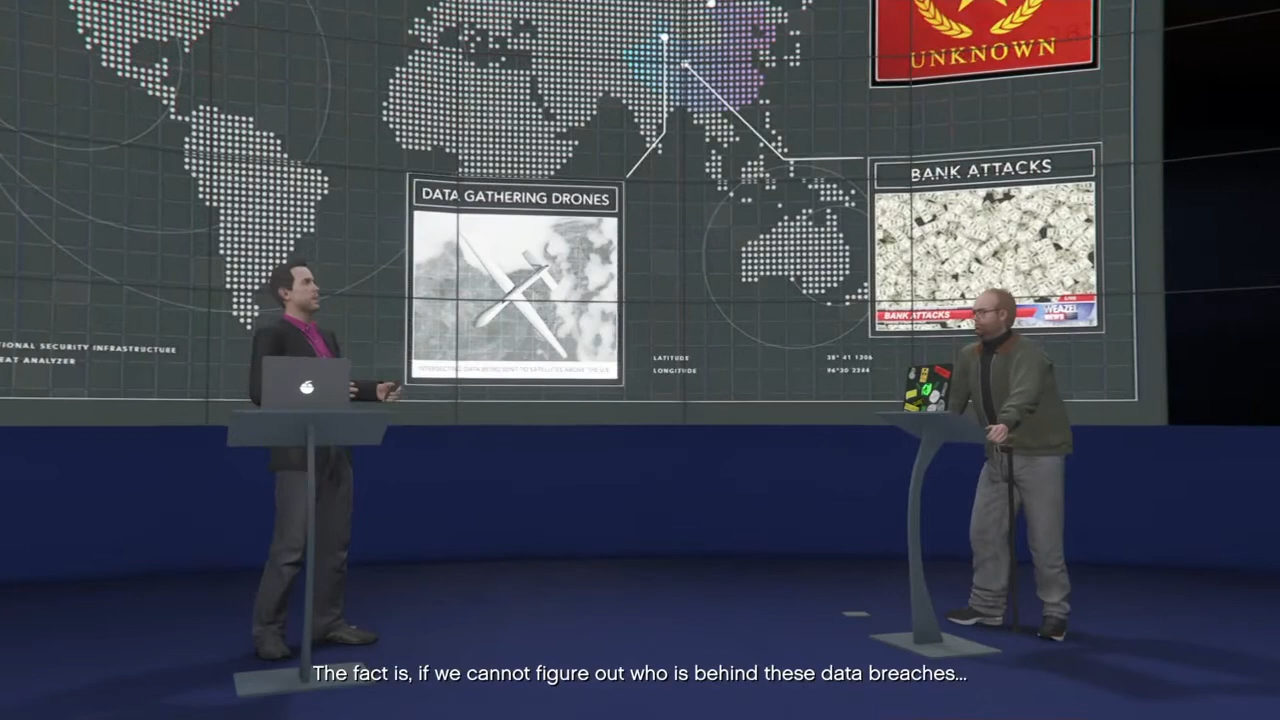 UNKNOWN
BANK ATTACKS
DATA GATHERING DRONES
BANK ATTACKS
LIVE
WEAZEL
NEWS
IONAL SECURITY INFRASTRUCTURE
EAT ANALYZER
LATITUDE
LONGITUDE
The fact is, if we cannot figure out who is behind these data breaches...